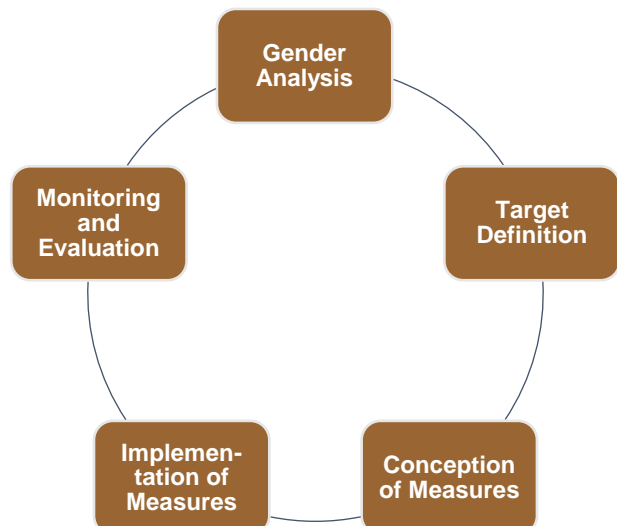 Gender
Analysis
Target
Definition
Conception
of Measures
Implemen-
tation of
Measures
Monitoring
and
Evaluation